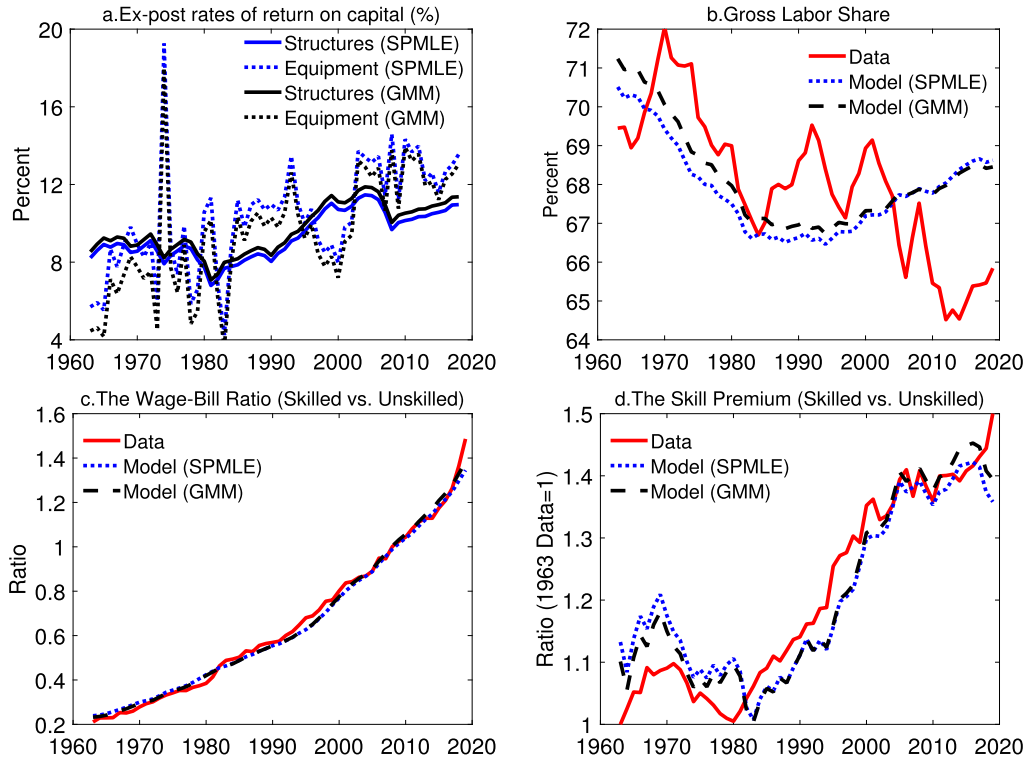 a.Ex-post rates of return on capital (%)
20
16
12
8
4
Percent
Structures (SPMLE)
Equipment (SPMLE)
Structures (GMM)
Equipment (GMM)
1960 1970 1980 1990 2000 2010 2020
b.Gross Labor Share
72
71
70
69
68
67
66
65
64
Percent
Data
Model (SPMLE)
Model (GMM)
1960 1970 1980 1990 2000 2010 2020
c.The Wage-Bill Ratio (Skilled vs. Unskilled)
1.6
1.4
1.2
1
0.8
0.6
0.4
0.2
Ratio
Data
Model (SPMLE)
Model (GMM)
1960 1970 1980 1990 2000 2010 2020
d.The Skill Premium (Skilled vs. Unskilled)
1.5
1.4
1.3
1.2
1.1
1
Ratio (1963 Data=1)
Data
Model (SPMLE)
Model (GMM)
1960 1970 1980 1990 2000 2010 2020